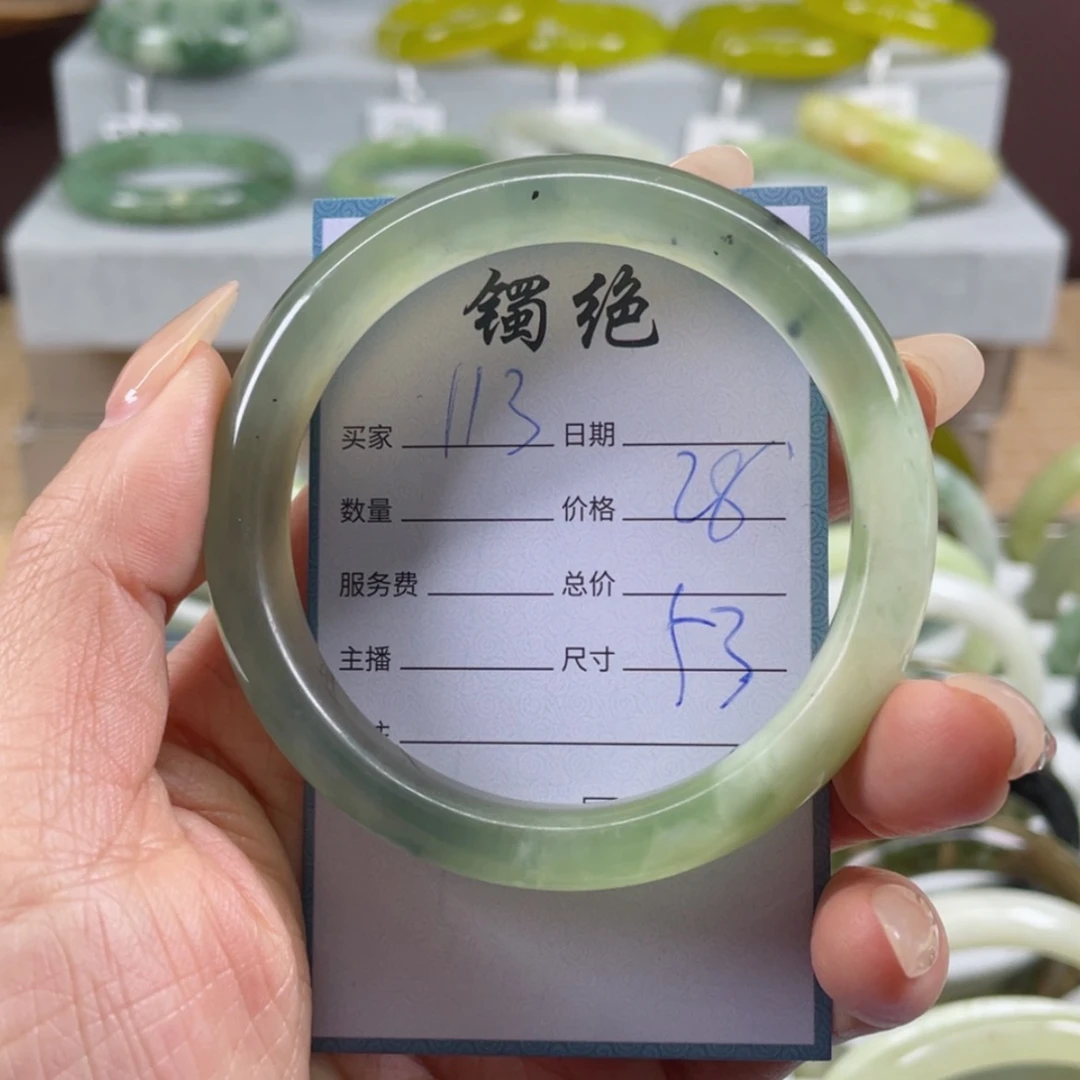 镯绝
买家 113 日期
数量 价格 28
服务费 总价
主播 尺寸 53